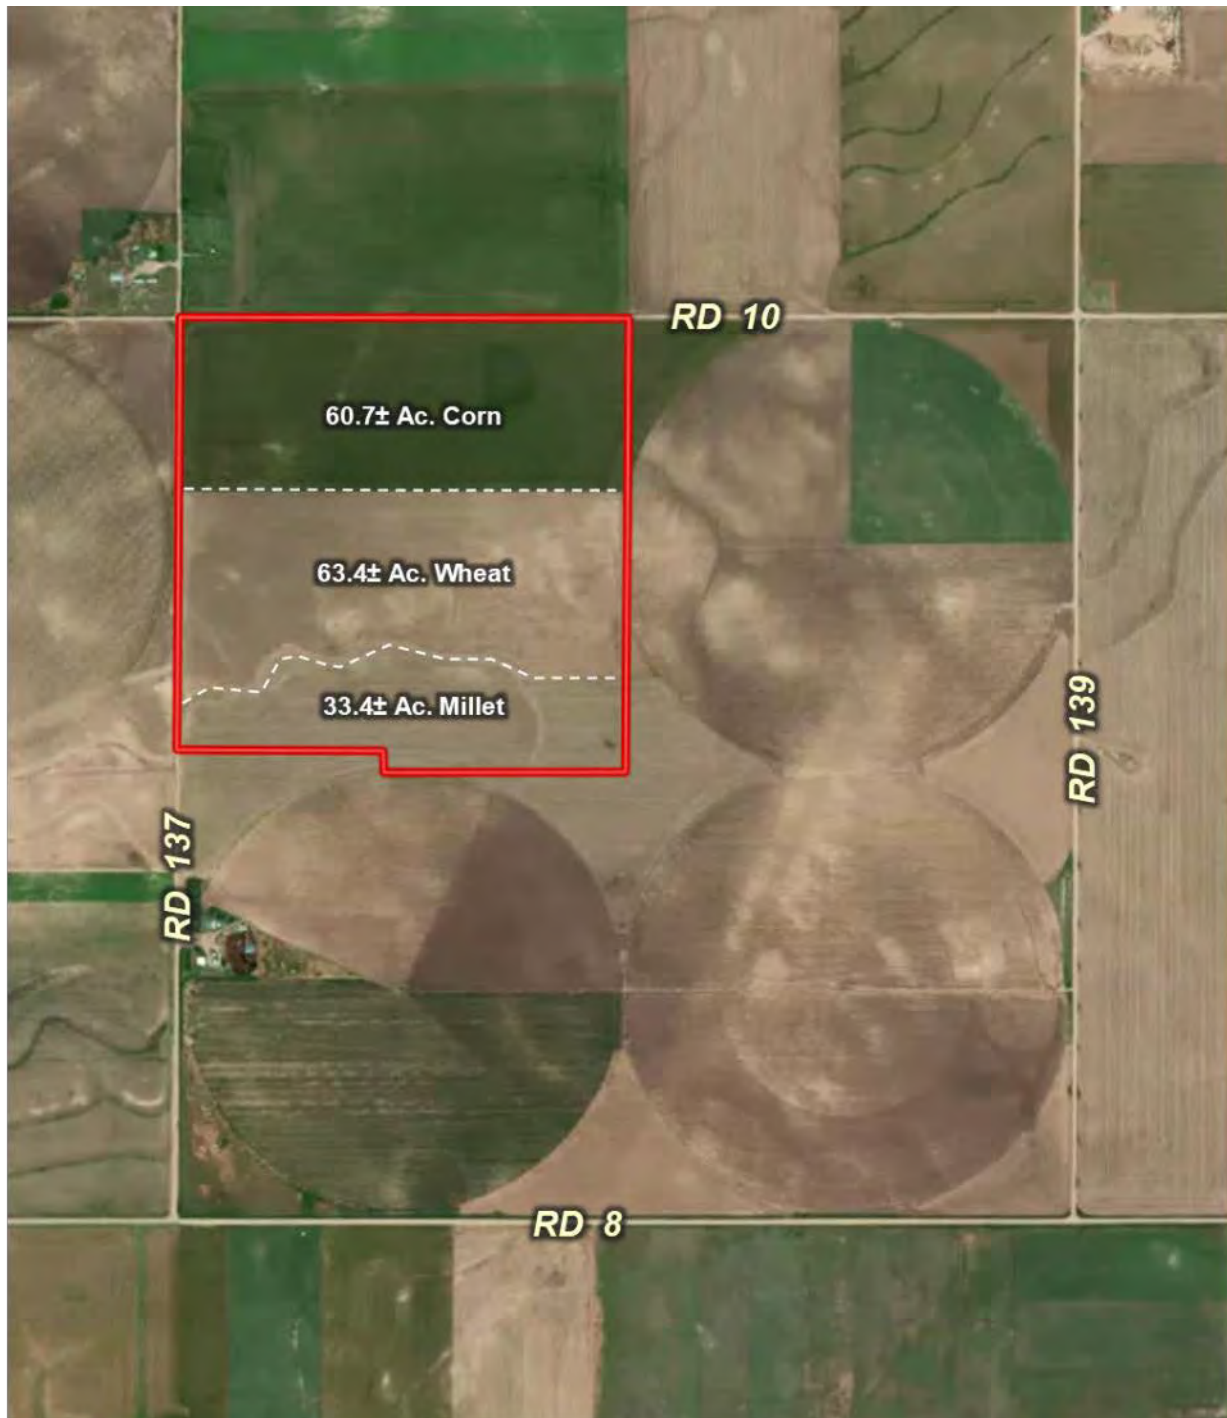 RD 10
60.7± Ac. Corn
63.4± Ac. Wheat
33.4± Ac. Millet
RD 139
RD 137
RD 8